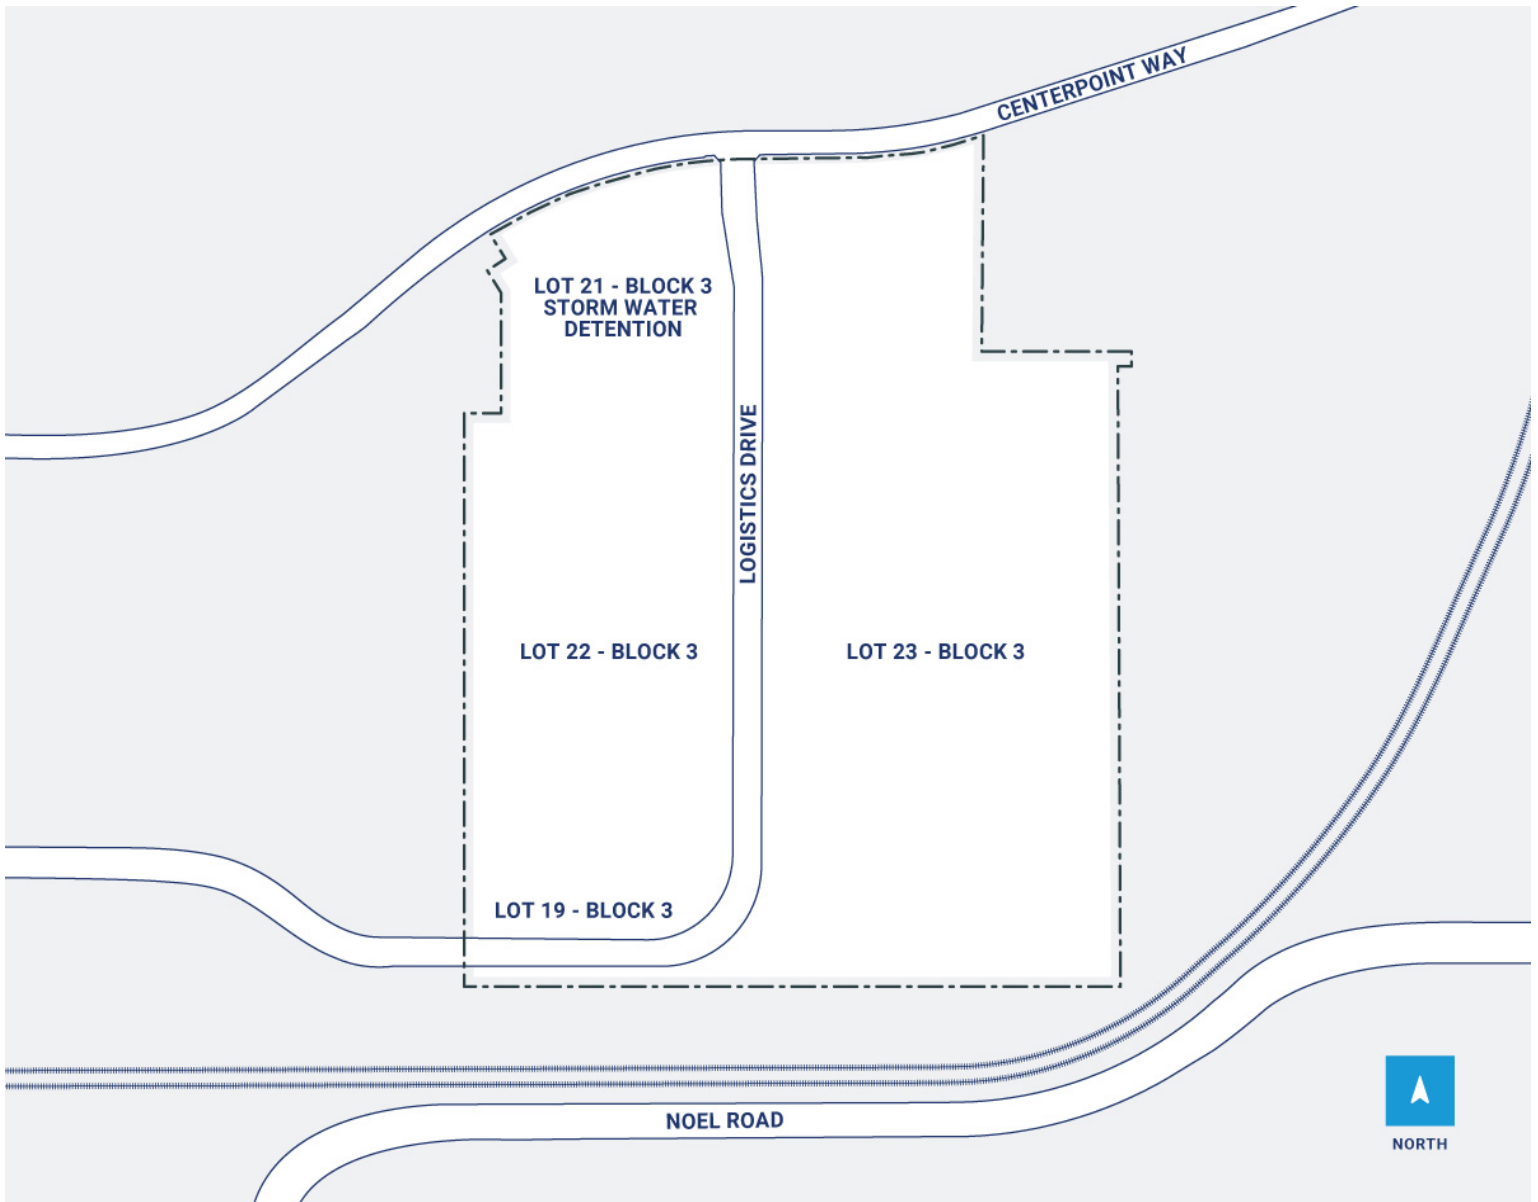 CENTERPOINT WAY
LOT 21 - BLOCK 3
STORM WATER
DETENTION
LOGISTICS DRIVE
LOT 22 - BLOCK 3
LOT 23 - BLOCK 3
LOT 19 - BLOCK 3
NOEL ROAD
NORTH